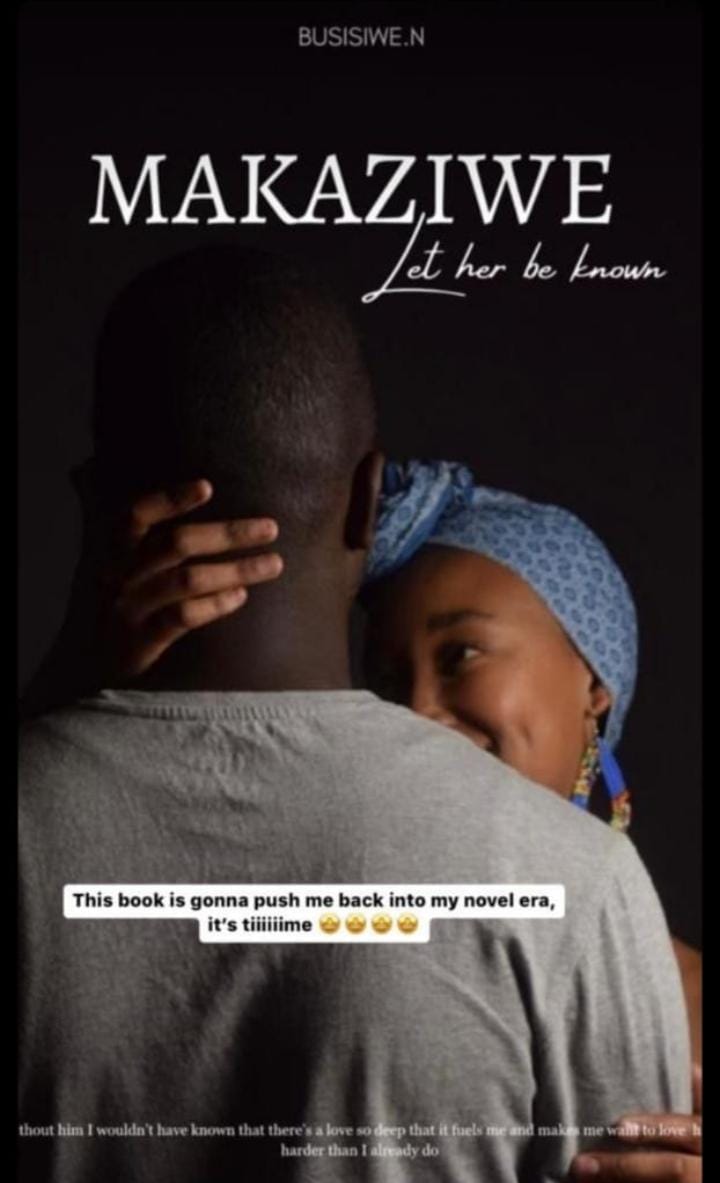 BUSISIWE.N
MAKAZIWE
Let her be known
This book is gonna push me back into my novel era,
it's tiiiiiime 🤩🤩🤩🤩
thout him I wouldn't have known that there's a love so deep that it fuels me and makes me want to love h
harder than I already do